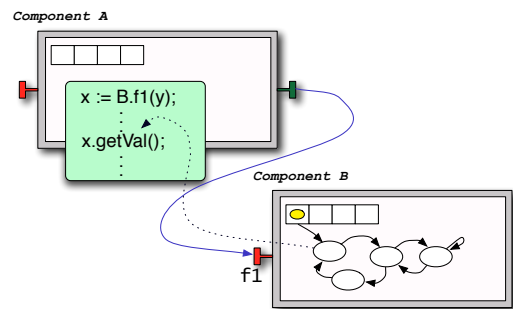 Component A
x := B.f1(y);
x.getVal();
Component B
f1